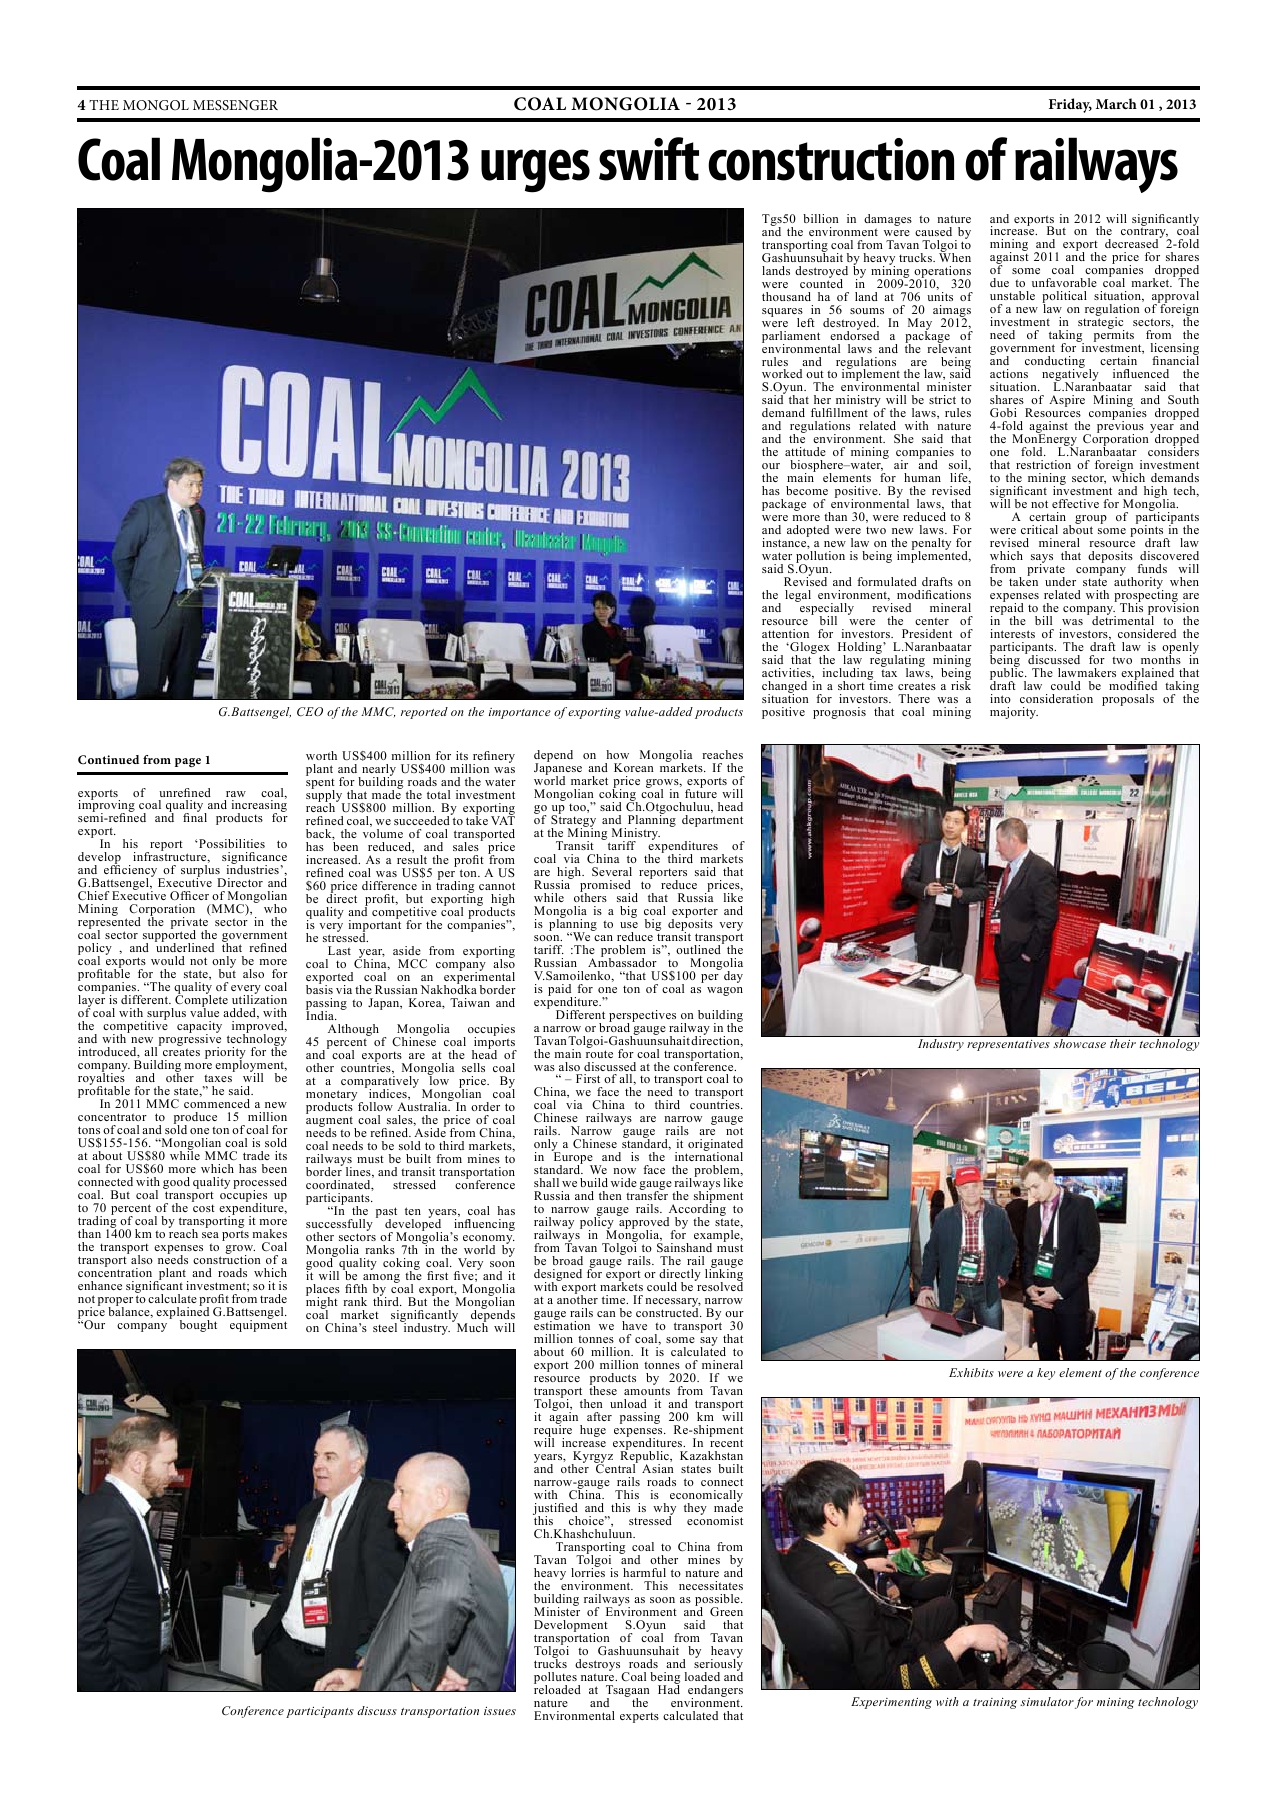 4 THE MONGOL MESSENGER
COAL MONGOLIA - 2013
Friday, March 01 , 2013
Coal Mongolia-2013 urges swift construction of railways
COAL MONGOLIA
COAL MONGOLIA 2013
THE THIRD INTERNATIONAL COAL INVESTORS CONFERENCE AND EXHIBITION
21-22 February, 2013 SS-Convention center, Ulaanbaatar Mongolia
COAL MONGOLIA 2013
G.Battsengel, CEO of the MMC, reported on the importance of exporting value-added products
Continued from page 1
exports of unrefined raw coal,
improving coal quality and increasing
semi-refined and final products for
export.
In his report ‘Possibilities to
develop infrastructure, significance
and efficiency of surplus industries’,
G.Battsengel, Executive Director and
Chief Executive Officer of Mongolian
Mining Corporation (MMC), who
represented the private sector in the
coal sector supported the government
policy , and underlined that refined
coal exports would not only be more
profitable for the state, but also for
companies. “The quality of every coal
layer is different. Complete utilization
of coal with surplus value added, with
the competitive capacity improved,
and with new progressive technology
introduced, all creates priority for the
company. Building more employment,
royalties and other taxes will be
profitable for the state,” he said.
In 2011 MMC commenced a new
concentrator to produce 15 million
tons of coal and sold one ton of coal for
US$155-156. “Mongolian coal is sold
at about US$80 while MMC trade its
coal for US$60 more which has been
connected with good quality processed
coal. But coal transport occupies up
to 70 percent of the cost expenditure,
trading of coal by transporting it more
than 1400 km to reach sea ports makes
the transport expenses to grow. Coal
transport also needs construction of a
concentration plant and roads which
enhance significant investment; so it is
not proper to calculate profit from trade
price balance, explained G.Battsengel.
“Our company bought equipment
worth US$400 million for its refinery
plant and nearly US$400 million was
spent for building roads and the water
supply that made the total investment
reach US$800 million. By exporting
refined coal, we succeeded to take VAT
back, the volume of coal transported
has been reduced, and sales price
increased. As a result the profit from
refined coal was US$5 per ton. A US
$60 price difference in trading cannot
be direct profit, but exporting high
quality and competitive coal products
is very important for the companies”,
he stressed.
Last year, aside from exporting
coal to China, MCC company also
exported coal on an experimental
basis via the Russian Nakhodka border
passing to Japan, Korea, Taiwan and
India.
Although Mongolia occupies
45 percent of Chinese coal imports
and coal exports are at the head of
other countries, Mongolia sells coal
at a comparatively low price. By
monetary indices, Mongolian coal
products follow Australia. In order to
augment coal sales, the price of coal
needs to be refined. Aside from China,
coal needs to be sold to third markets,
railways must be built from mines to
border lines, and transit transportation
coordinated, stressed conference
participants.
“In the past ten years, coal has
successfully developed influencing
other sectors of Mongolia’s economy.
Mongolia ranks 7th in the world by
good quality coking coal. Very soon
it will be among the first five; and it
places fifth by coal export, Mongolia
might rank third. But the Mongolian
coal market significantly depends
on China’s steel industry. Much will
depend on how Mongolia reaches
Japanese and Korean markets. If the
world market price grows, exports of
Mongolian coking coal in future will
go up too,” said Ch.Otgochuluu, head
of Strategy and Planning department
at the Mining Ministry.
Transit tariff expenditures of
coal via China to the third markets
are high. Several reporters said that
Russia promised to reduce prices,
while others said that Russia like
Mongolia is a big coal exporter and
is planning to use big deposits very
soon. “We can reduce transit transport
tariff. :The problem is”, outlined the
Russian Ambassador to Mongolia
V.Samoilenko, “that US$100 per day
is paid for one ton of coal as wagon
expenditure.”
Different perspectives on building
a narrow or broad gauge railway in the
Tavan Tolgoi-Gashuunsuhait direction,
the main route for coal transportation,
was also discussed at the conference.
“ – First of all, to transport coal to
China, we face the need to transport
coal via China to third countries.
Chinese railways are narrow gauge
rails. Narrow gauge rails are not
only a Chinese standard, it originated
in Europe and is the international
standard. We now face the problem,
shall we build wide gauge railways like
Russia and then transfer the shipment
to narrow gauge rails. According to
railway policy approved by the state,
railways in Mongolia, for example,
from Tavan Tolgoi to Sainshand must
be broad gauge rails. The rail gauge
designed for export or directly linking
with export markets could be resolved
at a another time. If necessary, narrow
gauge rails can be constructed. By our
estimation we have to transport 30
million tonnes of coal, some say that
about 60 million. It is calculated to
export 200 million tonnes of mineral
resource products by 2020. If we
transport these amounts from Tavan
Tolgoi, then unload it and transport
it again after passing 200 km will
require huge expenses. Re-shipment
will increase expenditures. In recent
years, Kyrgyz Republic, Kazakhstan
and other Central Asian states built
narrow-gauge rails roads to connect
with China. This is economically
justified and this is why they made
this choice”, stressed economist
Ch.Khashchuluun.
Transporting coal to China from
Tavan Tolgoi and other mines by
heavy lorries is harmful to nature and
the environment. This necessitates
building railways as soon as possible.
Minister of Environment and Green
Development S.Oyun said that
transportation of coal from Tavan
Tolgoi to Gashuunsuhait by heavy
trucks destroys roads and seriously
pollutes nature. Coal being loaded and
reloaded at Tsagaan Had endangers
nature and the environment.
Environmental experts calculated that
Tgs50 billion in damages to nature
and the environment were caused by
transporting coal from Tavan Tolgoi to
Gashuunsuhait by heavy trucks. When
lands destroyed by mining operations
were counted in 2009-2010, 320
thousand ha of land at 706 units of
squares in 56 soums of 20 aimags
were left destroyed. In May 2012,
parliament endorsed a package of
environmental laws and the relevant
rules and regulations are being
worked out to implement the law, said
S.Oyun. The environmental minister
said that her ministry will be strict to
demand fulfillment of the laws, rules
and regulations related with nature
and the environment. She said that
the attitude of mining companies to
our biosphere–water, air and soil,
the main elements for human life,
has become positive. By the revised
package of environmental laws, that
were more than 30, were reduced to 8
and adopted were two new laws. For
instance, a new law on the penalty for
water pollution is being implemented,
said S.Oyun.
Revised and formulated drafts on
the legal environment, modifications
and especially revised mineral
resource bill were the center of
attention for investors. President of
the ‘Glogex Holding’ L.Naranbaatar
said that the law regulating mining
activities, including tax laws, being
changed in a short time creates a risk
situation for investors. There was a
positive prognosis that coal mining
and exports in 2012 will significantly
increase. But on the contrary, coal
mining and export decreased 2-fold
against 2011 and the price for shares
of some coal companies dropped
due to unfavorable coal market. The
unstable political situation, approval
of a new law on regulation of foreign
investment in strategic sectors, the
need of taking permits from the
government for investment, licensing
and conducting certain financial
actions negatively influenced the
situation. L.Naranbaatar said that
shares of Aspire Mining and South
Gobi Resources companies dropped
4-fold against the previous year and
the MonEnergy Corporation dropped
one fold. L.Naranbaatar considers
that restriction of foreign investment
to the mining sector, which demands
significant investment and high tech,
will be not effective for Mongolia.
A certain group of participants
were critical about some points in the
revised mineral resource draft law
which says that deposits discovered
from private company funds will
be taken under state authority when
expenses related with prospecting are
repaid to the company. This provision
in the bill was detrimental to the
interests of investors, considered the
participants. The draft law is openly
being discussed for two months in
public. The lawmakers explained that
draft law could be modified taking
into consideration proposals of the
majority.
www.ahkgroup.com
Industry representatives showcase their technology
Exhibits were a key element of the conference
Conference participants discuss transportation issues
Experimenting with a training simulator for mining technology